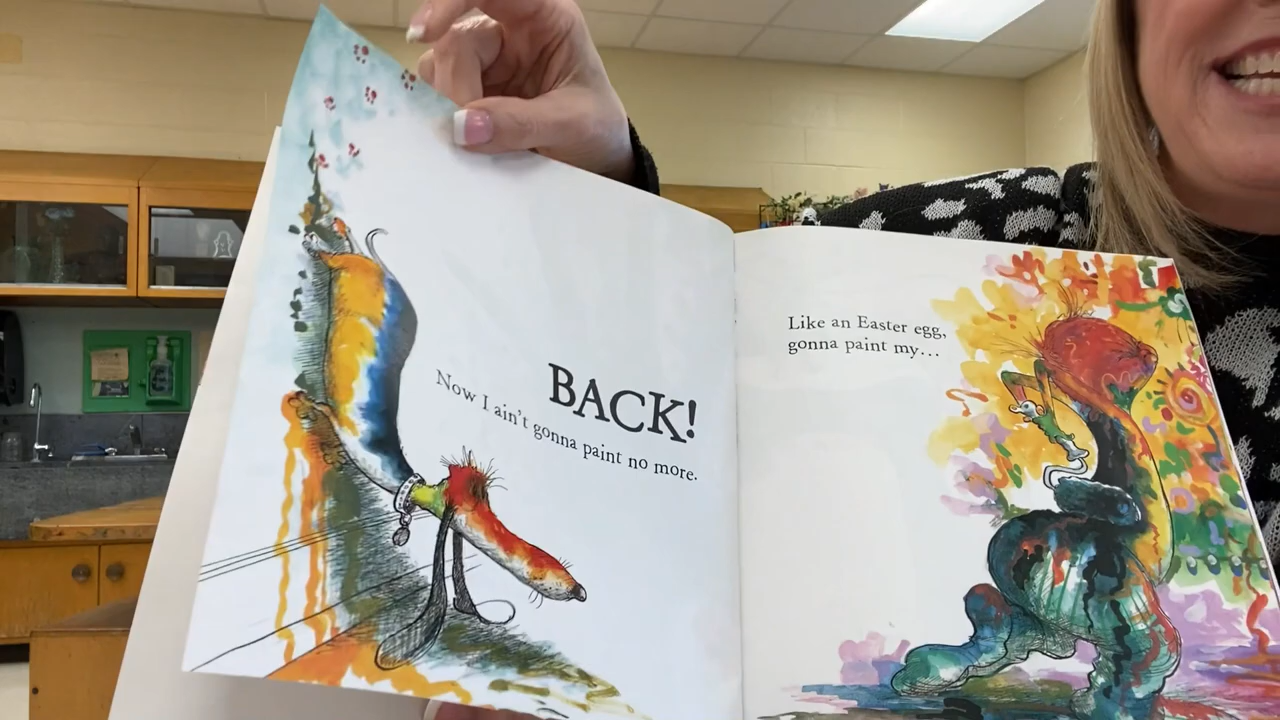 BACK!
Now I ain't gonna paint no more.
Like an Easter egg,
gonna paint my...